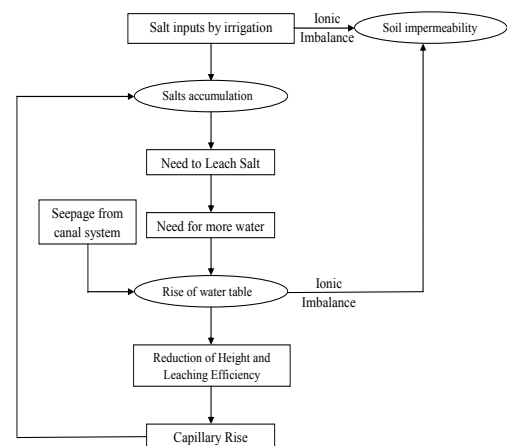 Salt inputs by irrigation
Ionic
Imbalance
Soil impermeability
Salts accumulation
Need to Leach Salt
Seepage from
canal system
Need for more water
Rise of water table
Ionic
Imbalance
Reduction of Height and
Leaching Efficiency
Capillary Rise